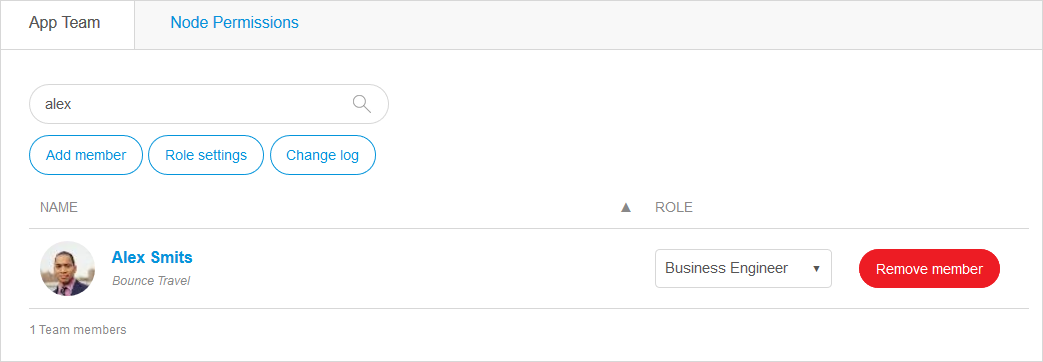 App Team Node Permissions
alex
Add member Role settings Change log
NAME ▲ ROLE
Alex Smits Business Engineer ▼ Remove member
Bounce Travel
1 Team members